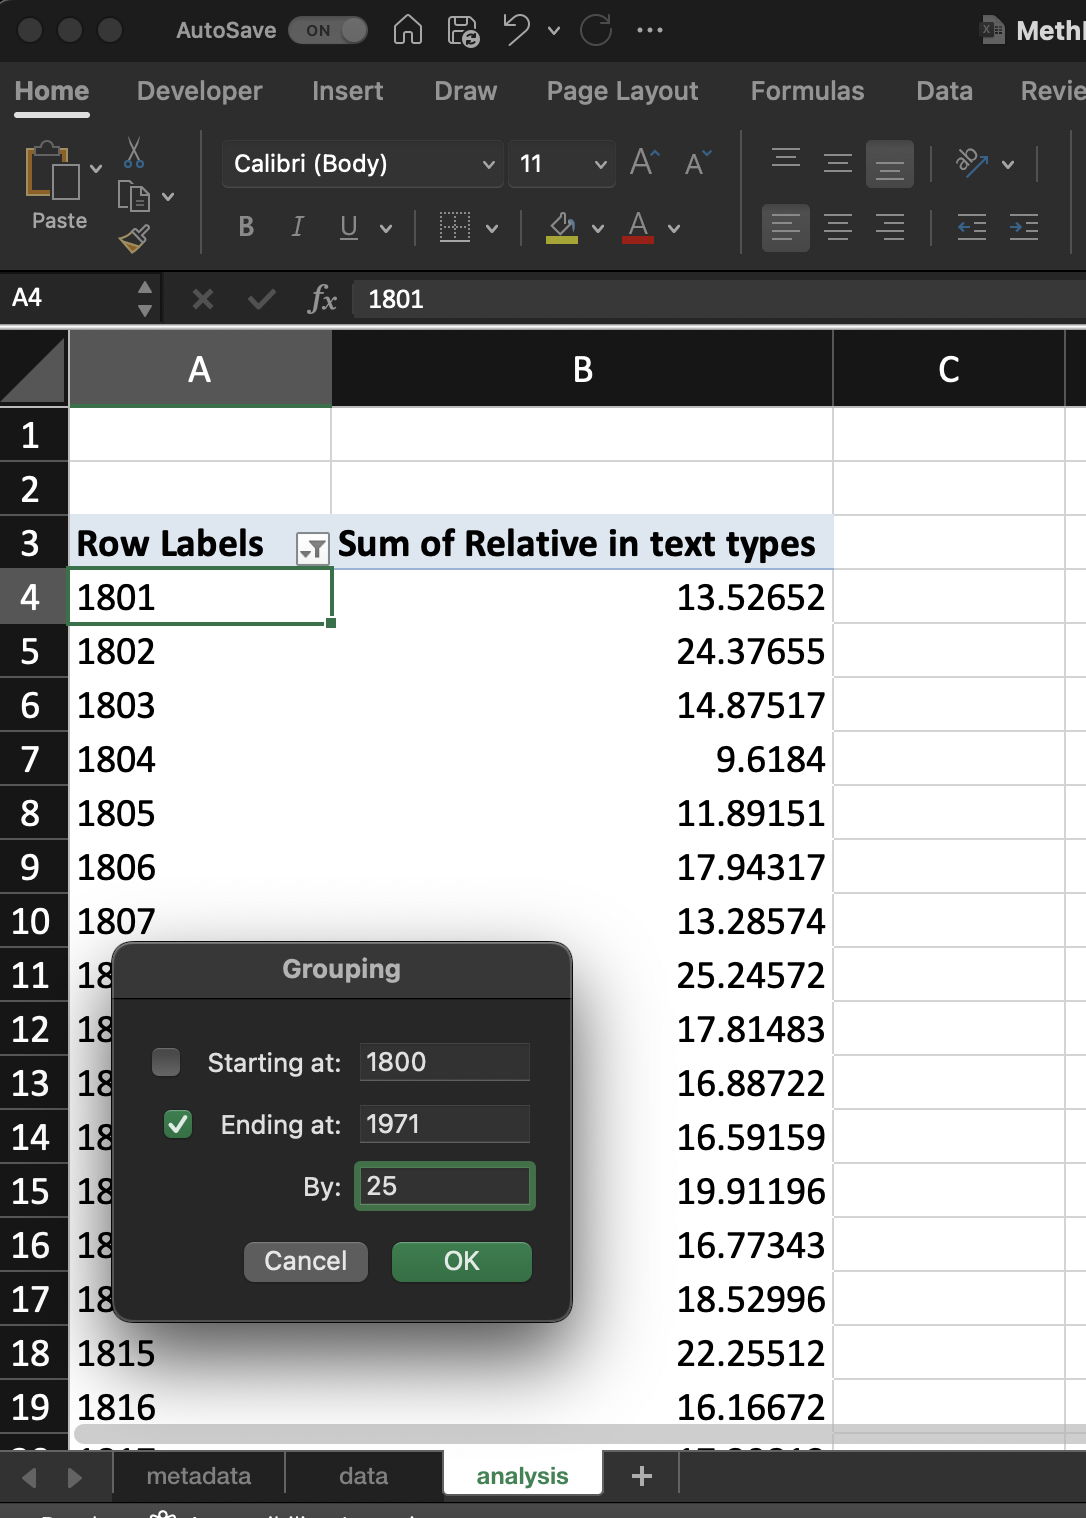 AutoSave ON
Home Developer Insert Draw Page Layout Formulas Data
Paste
Calibri (Body) 11
B I U A
A4 fx 1801
A B C
1
2
3 Row Labels Sum of Relative in text types
4 1801 13.52652
5 1802 24.37655
6 1803 14.87517
7 1804 9.6184
8 1805 11.89151
9 1806 17.94317
10 1807 13.28574
11 18 25.24572
12 18 17.81483
13 18 16.88722
14 18 16.59159
15 18 19.91196
16 18 16.77343
17 18 18.52996
18 1815 22.25512
19 1816 16.16672
Grouping
Starting at: 1800
Ending at: 1971
By: 25
Cancel OK
metadata data analysis +